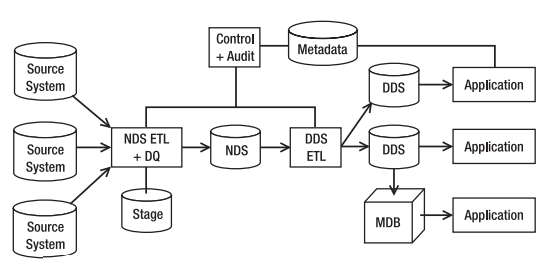 Control
+ Audit
Metadata
Source
System
DDS
Application
Source
System
NDS ETL
+ DQ
NDS
DDS
ETL
DDS
Application
Stage
Source
System
MDB
Application